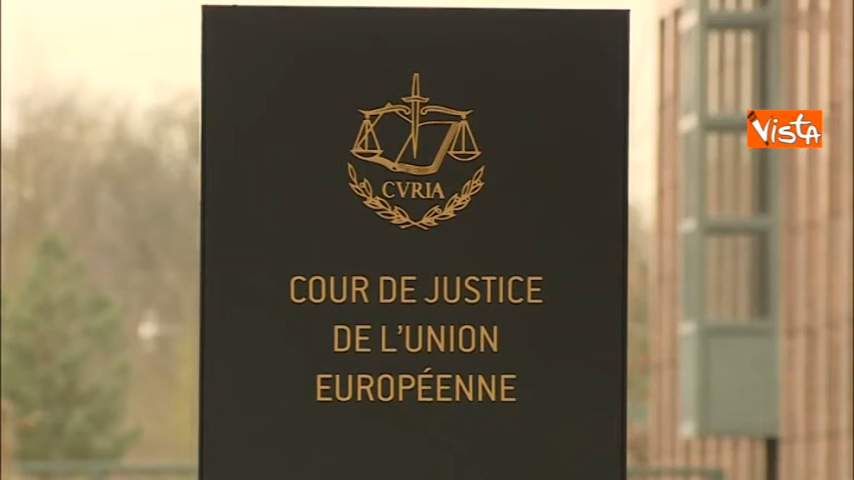 VISTA
CVRIA
COUR DE JUSTICE
DE L'UNION
EUROPÉENNE